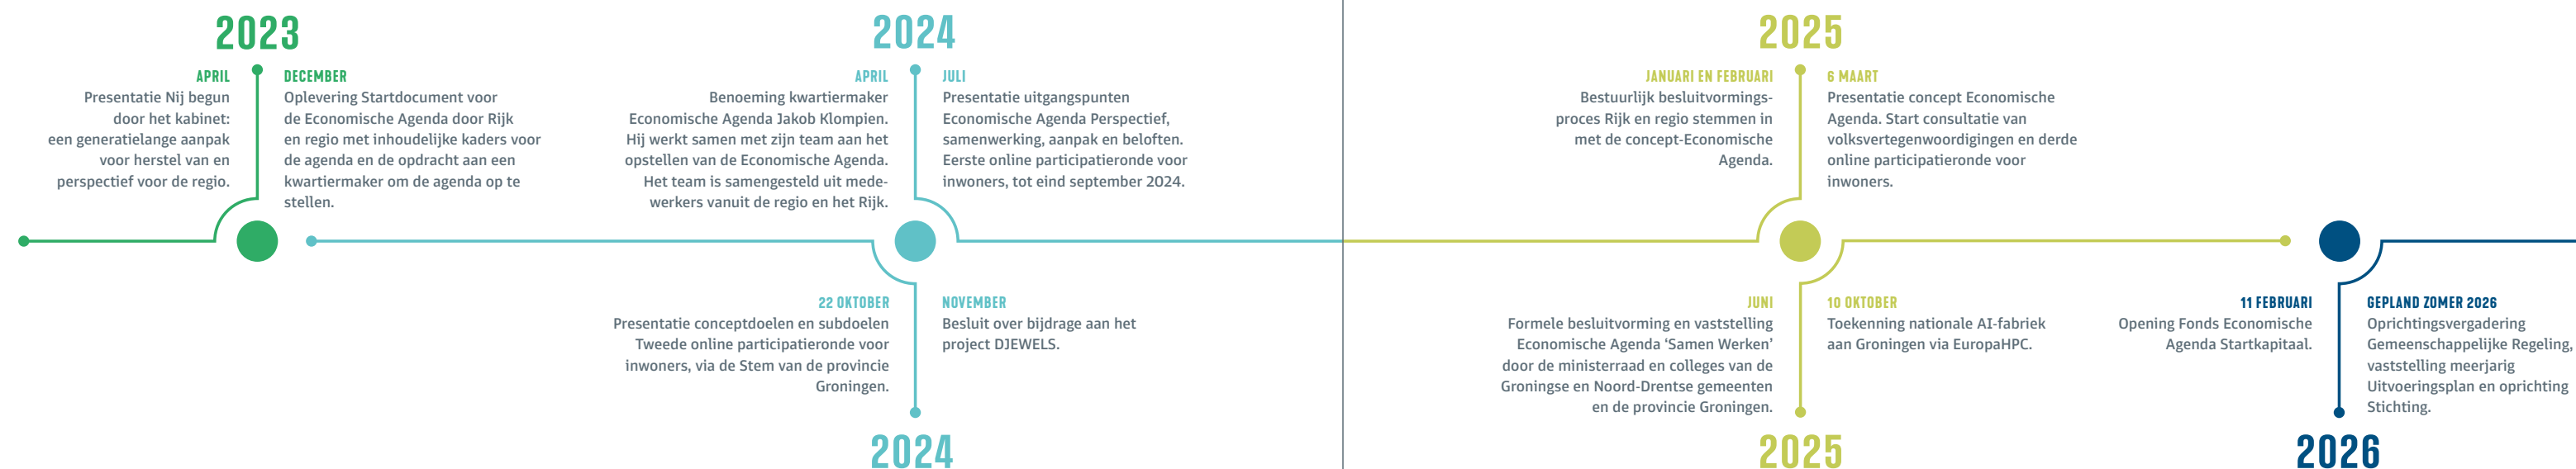 2023
APRIL
Presentatie Nij begun
door het kabinet:
een generatielange aanpak
voor herstel van en
perspectief voor de regio.
DECEMBER
Oplevering Startdocument voor
de Economische Agenda door Rijk
en regio met inhoudelijke kaders voor
de agenda en de opdracht aan een
kwartiermaker om de agenda op te
stellen.
2024
APRIL
Benoeming kwartiermaker
Economische Agenda Jakob Klompien.
Hij werkt samen met zijn team aan het
opstellen van de Economische Agenda.
Het team is samengesteld uit mede-
werkers vanuit de regio en het Rijk.
JULI
Presentatie uitgangspunten
Economische Agenda Perspectief,
samenwerking, aanpak en beloften.
Eerste online participatieronde voor
inwoners, tot eind september 2024.
22 OKTOBER
Presentatie conceptdoelen en subdoelen
Tweede online participatieronde voor
inwoners, via de Stem van de provincie
Groningen.
NOVEMBER
Besluit over bijdrage aan het
project DJEWELS.
2024
2025
JANUARI EN FEBRUARI
Bestuurlijk besluitvormings-
proces Rijk en regio stemmen in
met de concept-Economische
Agenda.
6 MAART
Presentatie concept Economische
Agenda. Start consultatie van
volksvertegenwoordigingen en derde
online participatieronde voor
inwoners.
JUNI
Formele besluitvorming en vaststelling
Economische Agenda ‘Samen Werken’
door de ministerraad en colleges van de
Groningse en Noord-Drentse gemeenten
en de provincie Groningen.
10 OKTOBER
Toekenning nationale AI-fabriek
aan Groningen via EuropaHPC.
2025
11 FEBRUARI
Opening Fonds Economische
Agenda Startkapitaal.
GEPLAND ZOMER 2026
Oprichtingsvergadering
Gemeenschappelijke Regeling,
vaststelling meerjarig
Uitvoeringsplan en oprichting
Stichting.
2026